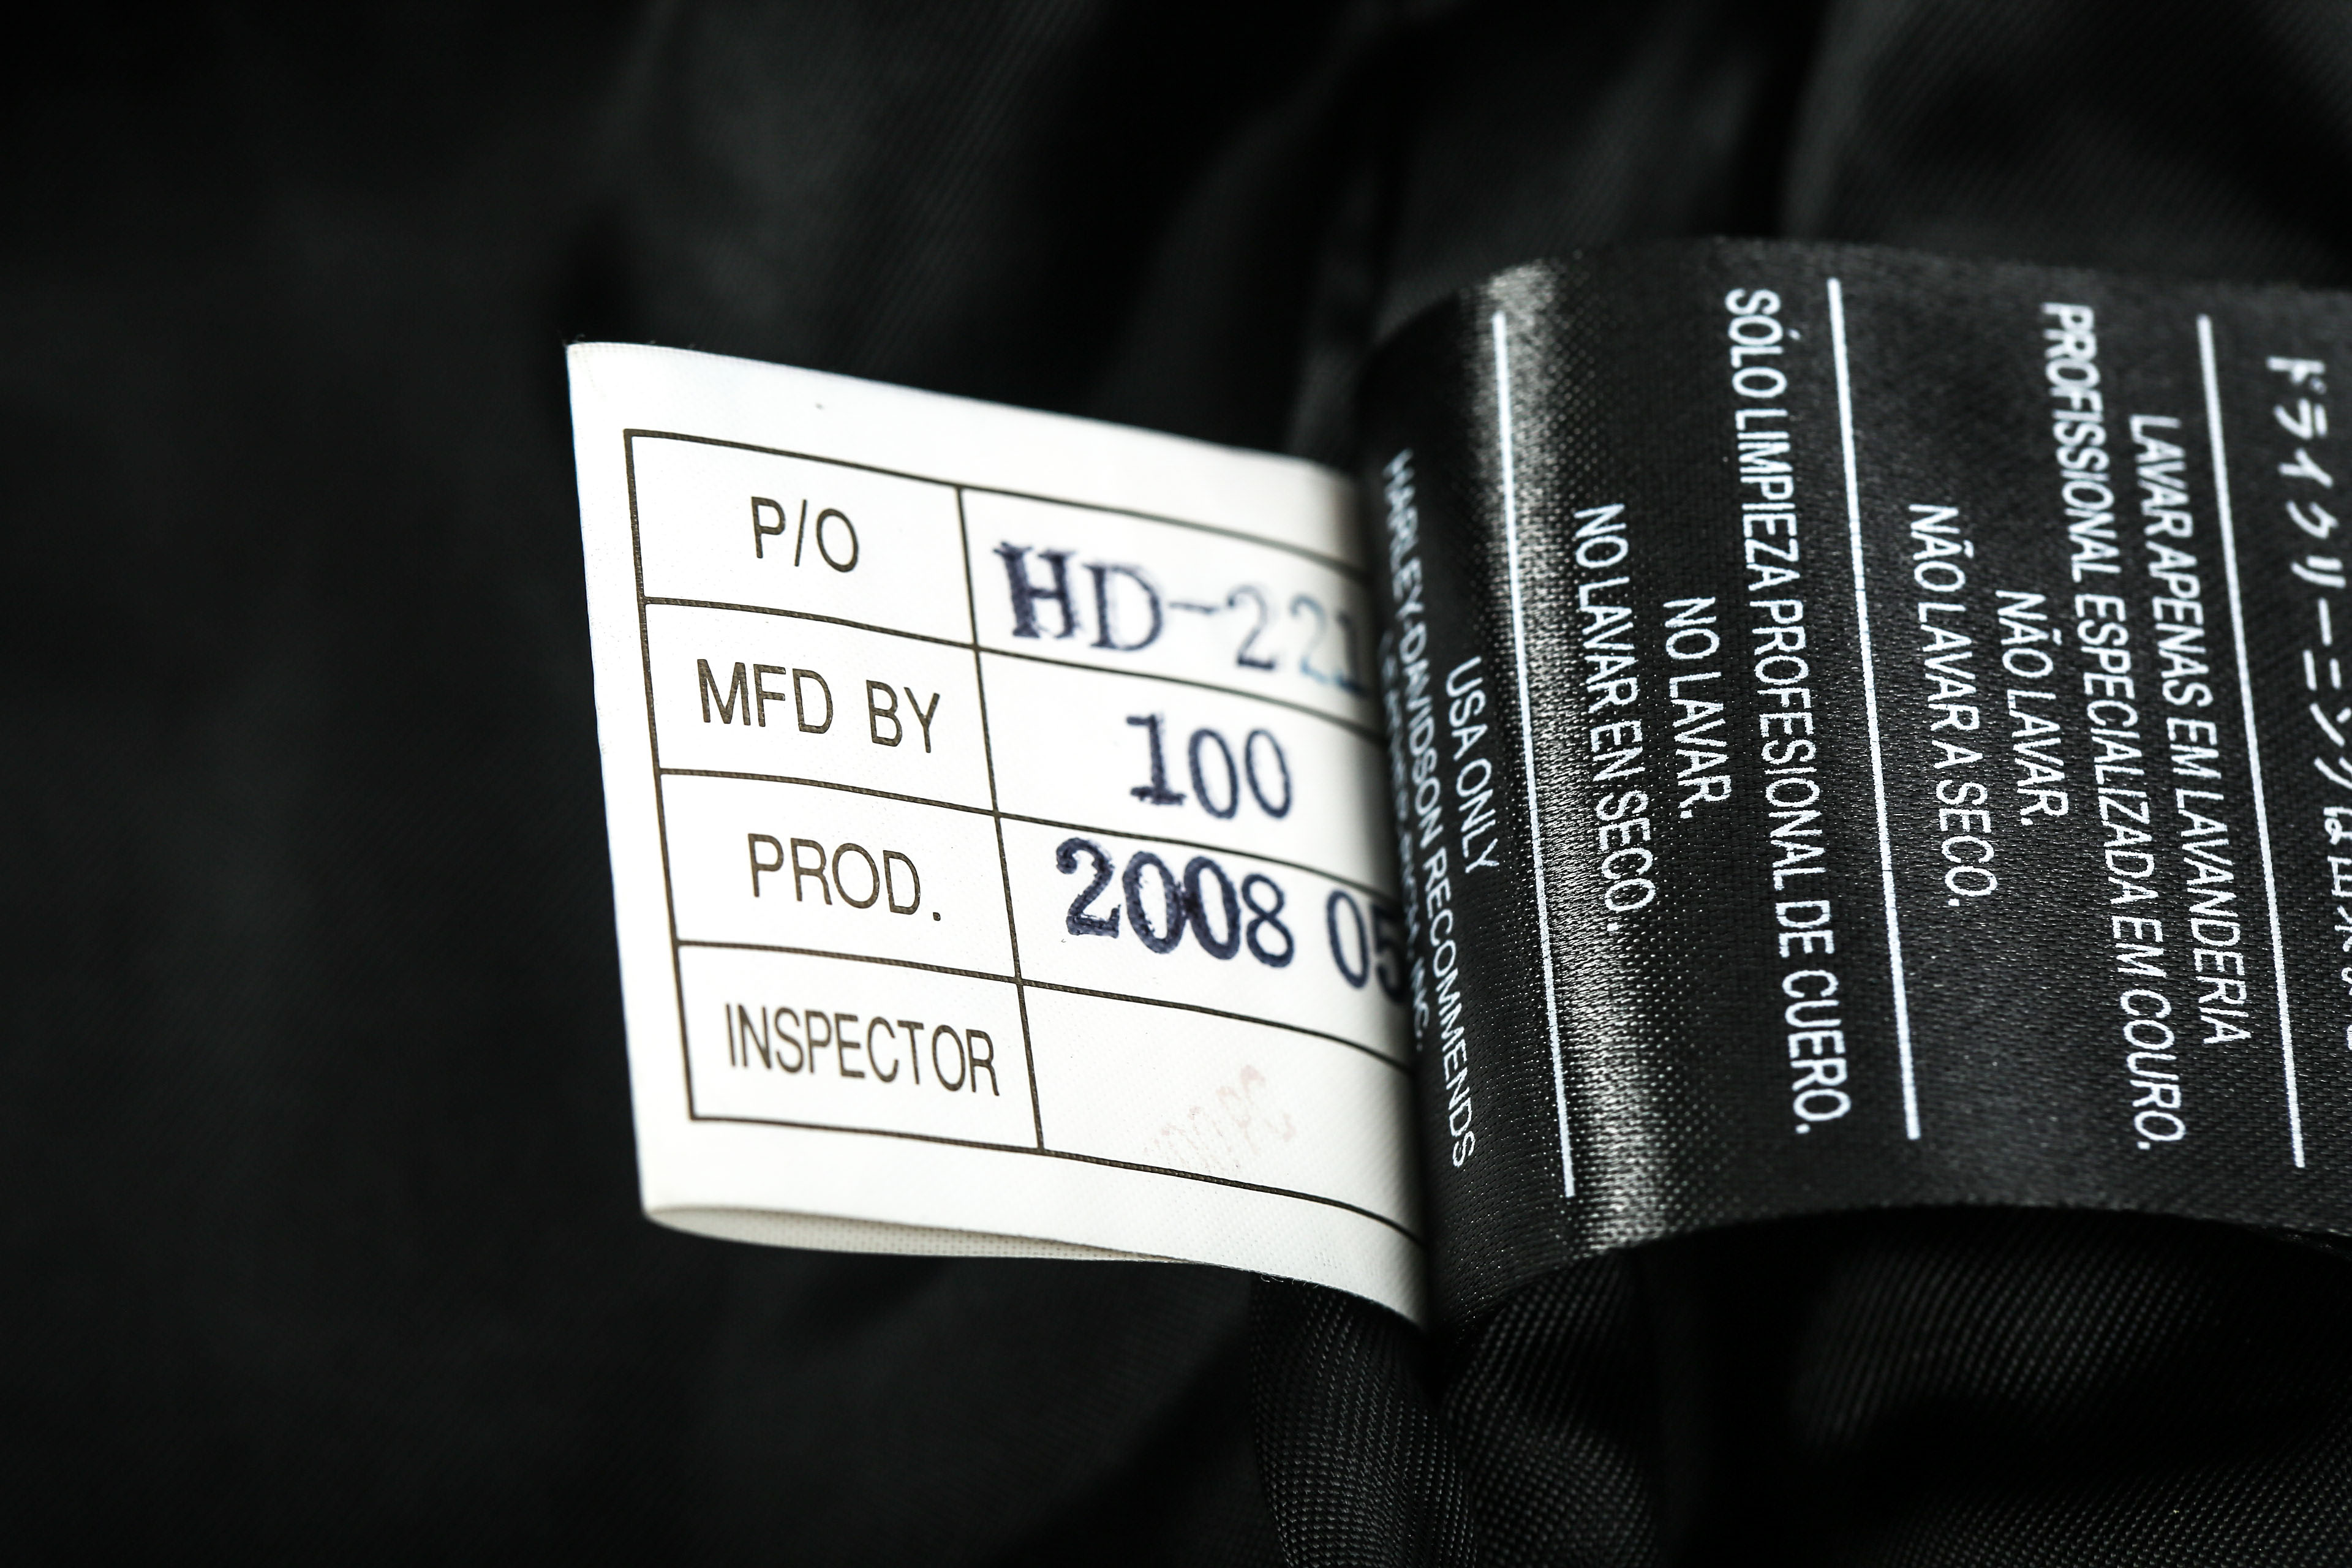 P/O HD-221
MFD BY 100
PROD. 2008 05
INSPECTOR
USA ONLY
HARLEY-DAVIDSON RECOMMENDS
NO LAVAR.
NO LAVAR EN SECO.
SÓLO LIMPIEZA PROFESIONAL DE CUERO.
NÃO LAVAR.
NÃO LAVAR A SECO.
LAVAR APENAS EM LAVANDERIA
PROFISSIONAL ESPECIALIZADA EM COURO.
ドライクリーニング